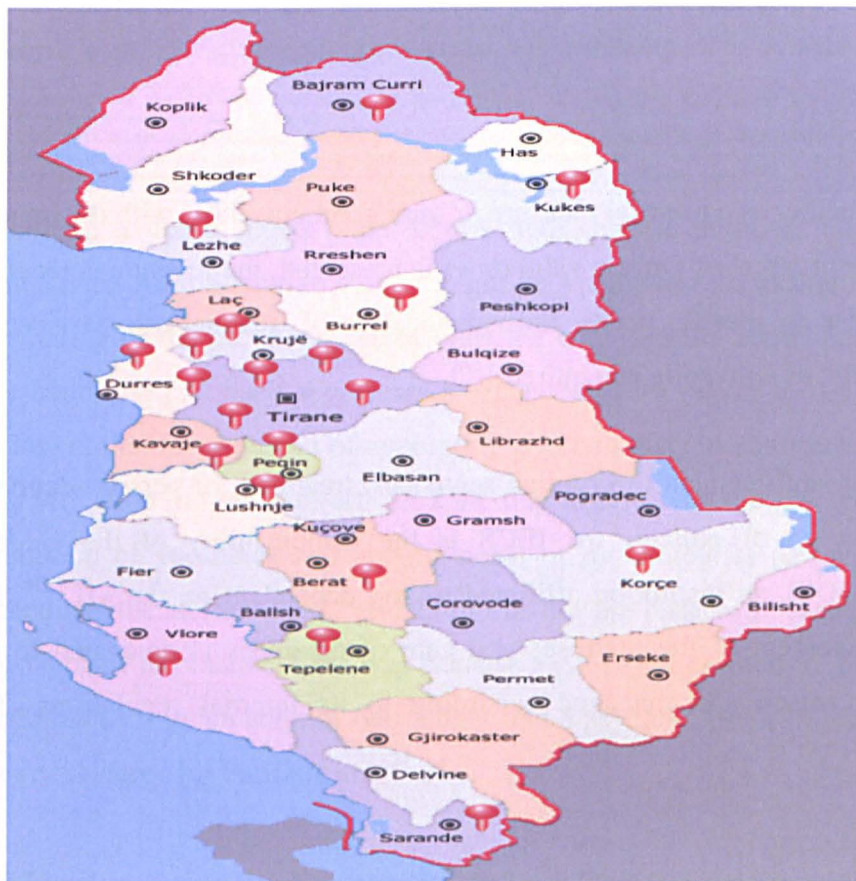 Bajram Curri
Koplik
Has
Shkoder
Puke
Kukes
Lezhe
Rreshen
Laç
Burrel
Peshkopi
Krujë
Bulqize
Durres
Tirane
Kavaje
Librazhd
Peqin
Elbasan
Lushnje
Pogradec
Kuçove
Gramsh
Fier
Berat
Korçe
Ballsh
Çorovode
Bilisht
Vlore
Tepelene
Erseke
Permet
Gjirokaster
Delvine
Sarande